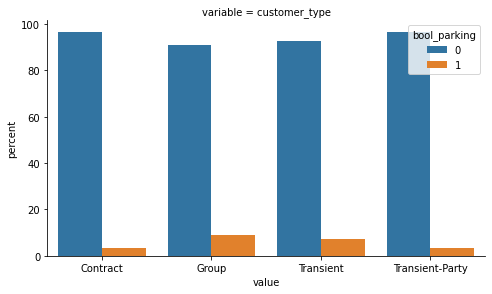 variable = customer_type
bool_parking
0
1
percent
100
80
60
40
20
0
Contract Group Transient Transient-Party
value